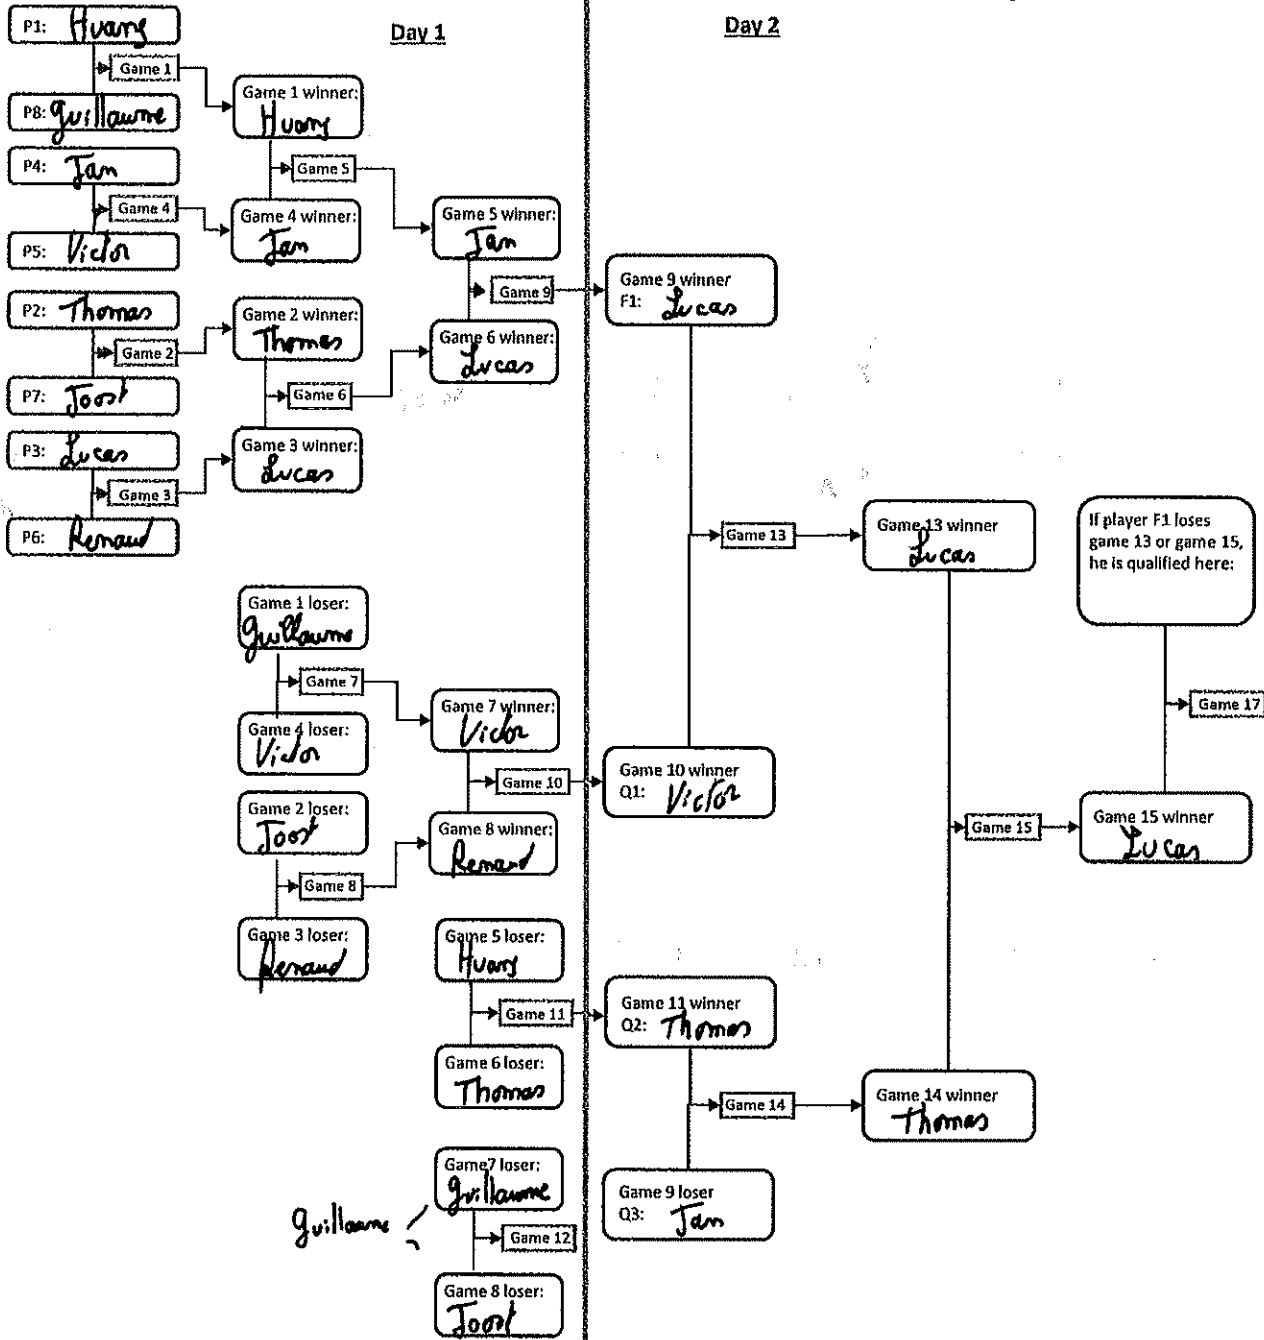 Day 1
Day 2
P1: Huang
Game 1
P8: Guillaume
Game 1 winner:
Huang
P4: Jan
Game 5
Game 4
Game 4 winner:
Jan
P5: Victor
Game 5 winner:
Jan
P2: Thomas
Game 2 winner:
Thomas
Game 2
P7: Joost
Game 6
P3: Lucas
Game 3 winner:
Lucas
Game 3
P6: Renaud
Game 9
Game 6 winner:
Lucas
Game 9 winner
F1: Lucas
Game 13
Game 13 winner
Lucas
If player F1 loses
game 13 or game 15,
he is qualified here:
Game 1 loser:
Guillaume
Game 7
Game 4 loser:
Victor
Game 7 winner:
Victor
Game 10
Game 2 loser:
Joost
Game 8 winner:
Renaud
Game 8
Game 3 loser:
Renaud
Game 10 winner
Q1: Victor
Game 17
Game 15
Game 15 winner
Lucas
Game 5 loser:
Huang
Game 11
Game 6 loser:
Thomas
Game 11 winner
Q2: Thomas
Game 14
Game 14 winner
Thomas
Game7 loser:
Guillaume
Guillaume
Game 12
Game 8 loser:
Joost
Game 9 loser
Q3: Jan